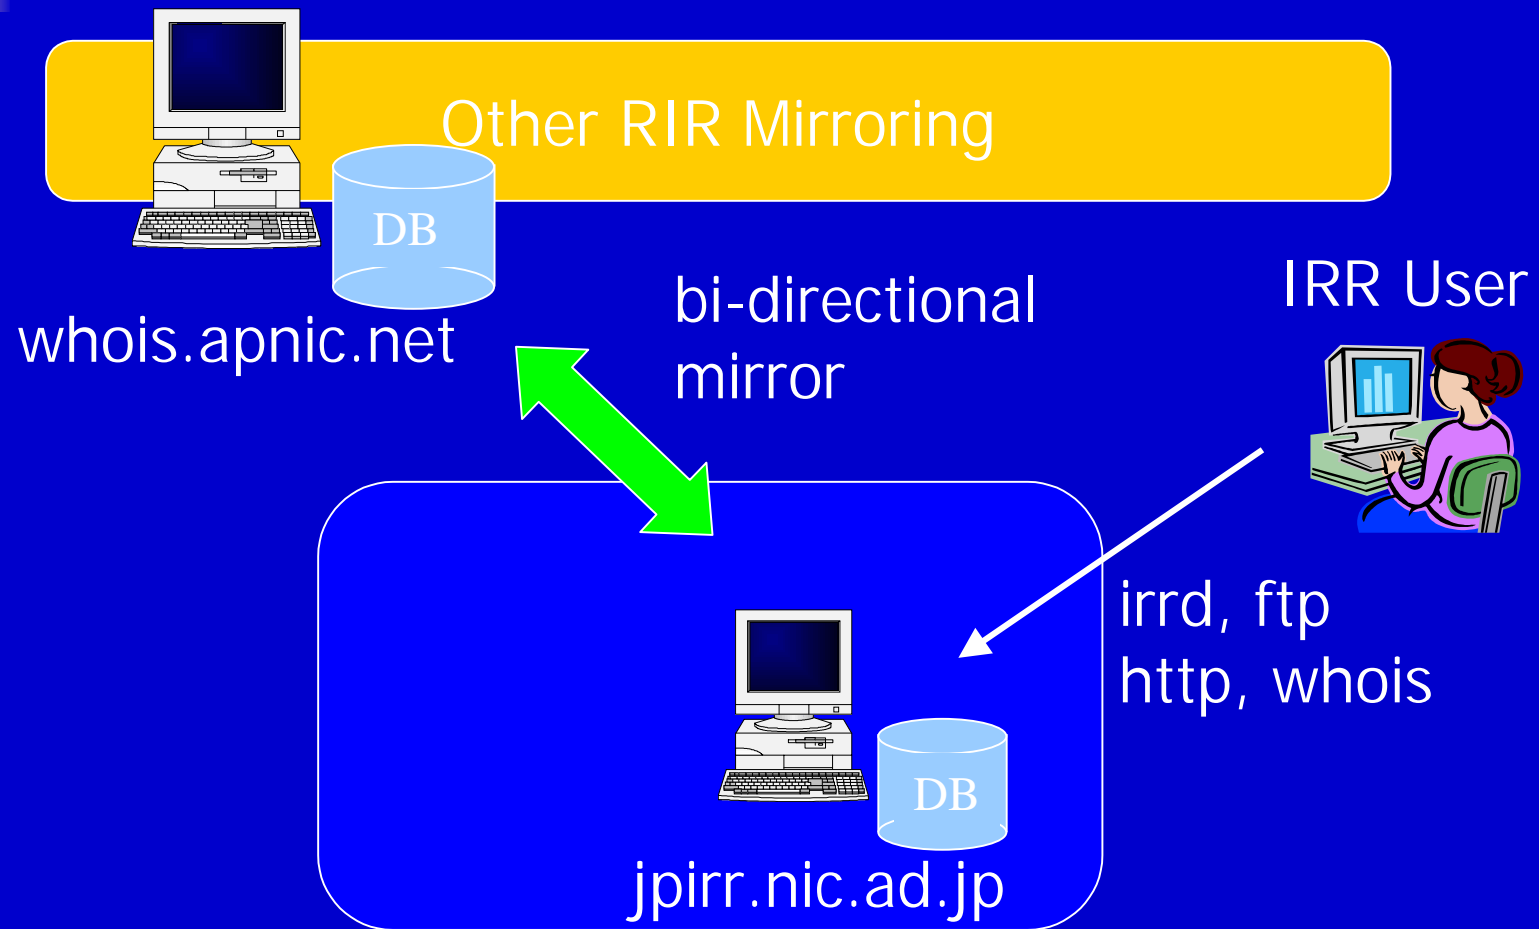 Other RIR Mirroring
DB
whois.apnic.net
bi-directional
mirror
IRR User
irrd, ftp
http, whois
DB
jpirr.nic.ad.jp